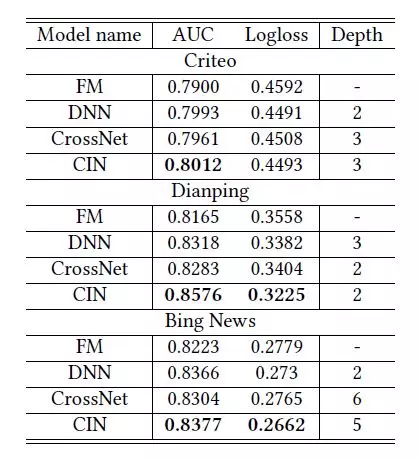 Model name AUC Logloss Depth
Criteo
FM 0.7900 0.4592 -
DNN 0.7993 0.4491 2
CrossNet 0.7961 0.4508 3
CIN 0.8012 0.4493 3
Dianping
FM 0.8165 0.3558 -
DNN 0.8318 0.3382 3
CrossNet 0.8283 0.3404 2
CIN 0.8576 0.3225 2
Bing News
FM 0.8223 0.2779 -
DNN 0.8366 0.273 2
CrossNet 0.8304 0.2765 6
CIN 0.8377 0.2662 5